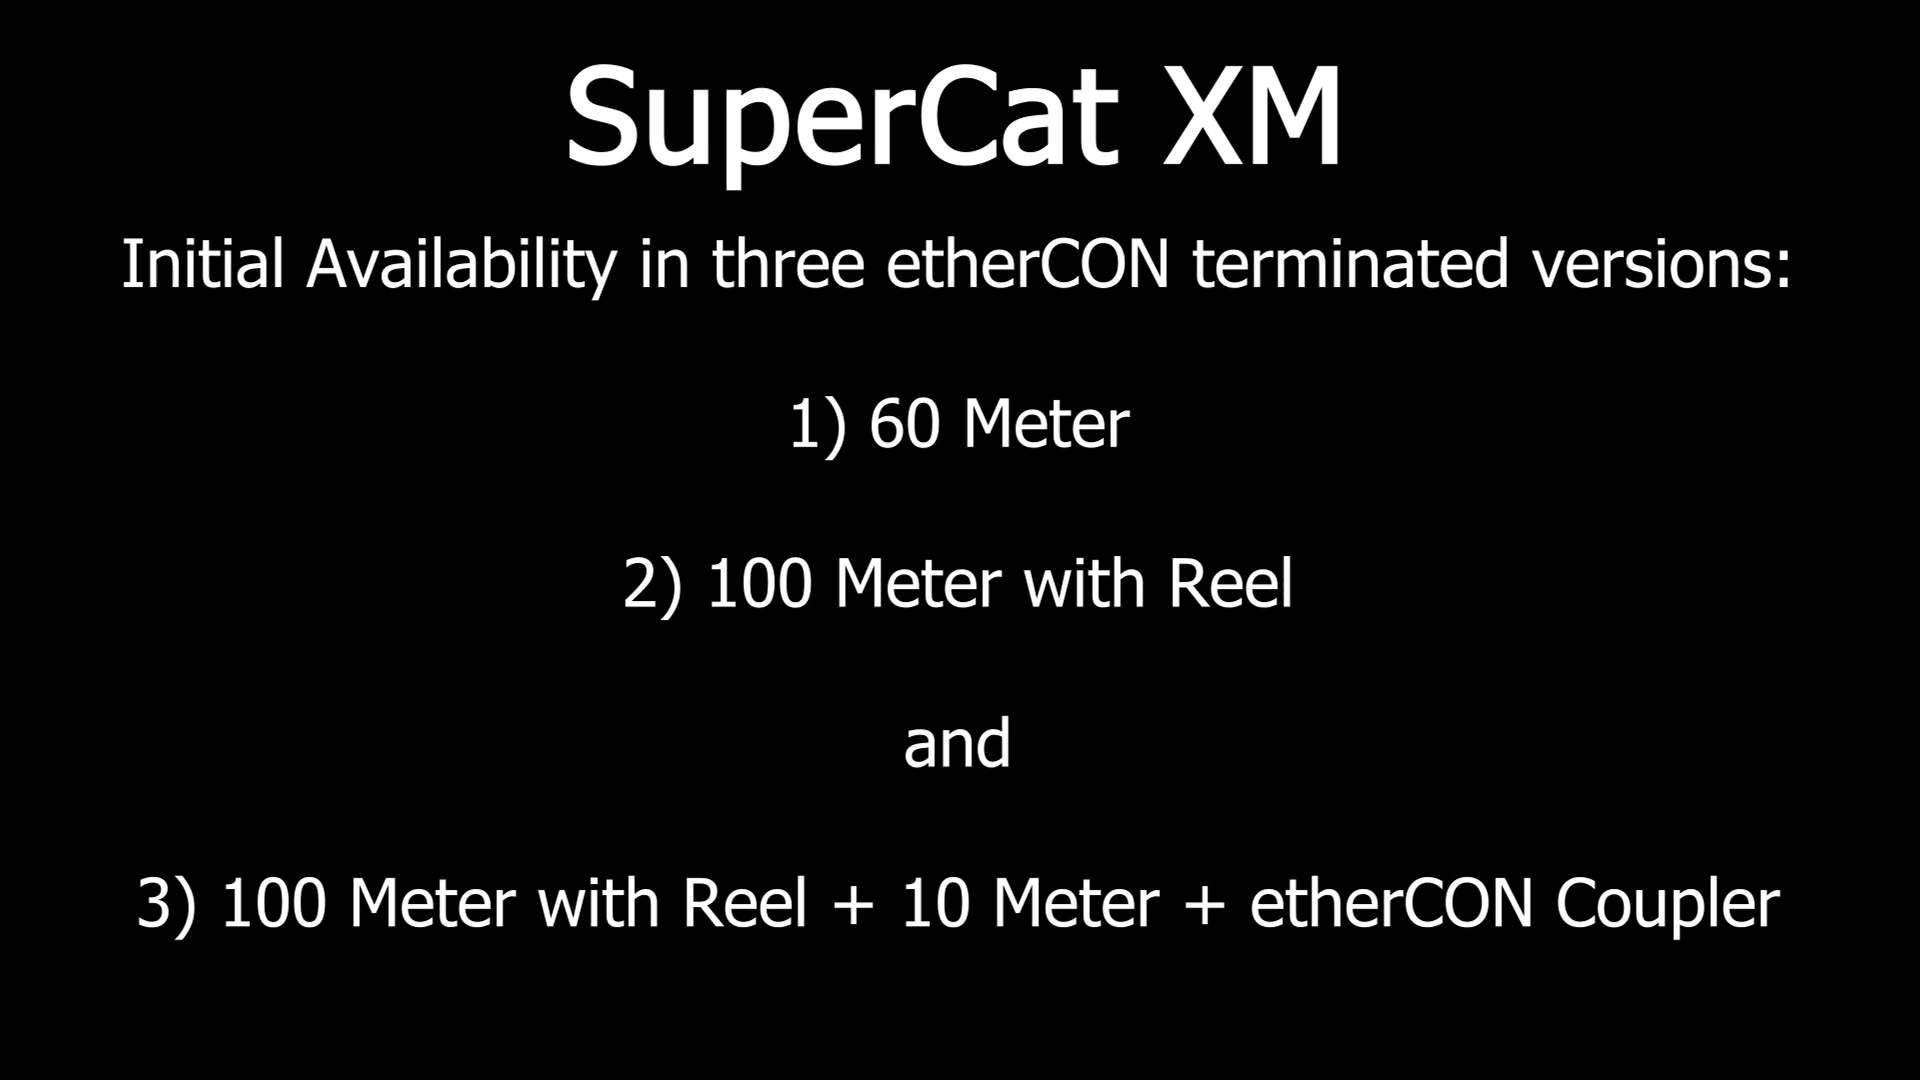 SuperCat XM
Initial Availability in three etherCON terminated versions:
1) 60 Meter
2) 100 Meter with Reel
and
3) 100 Meter with Reel + 10 Meter + etherCON Coupler